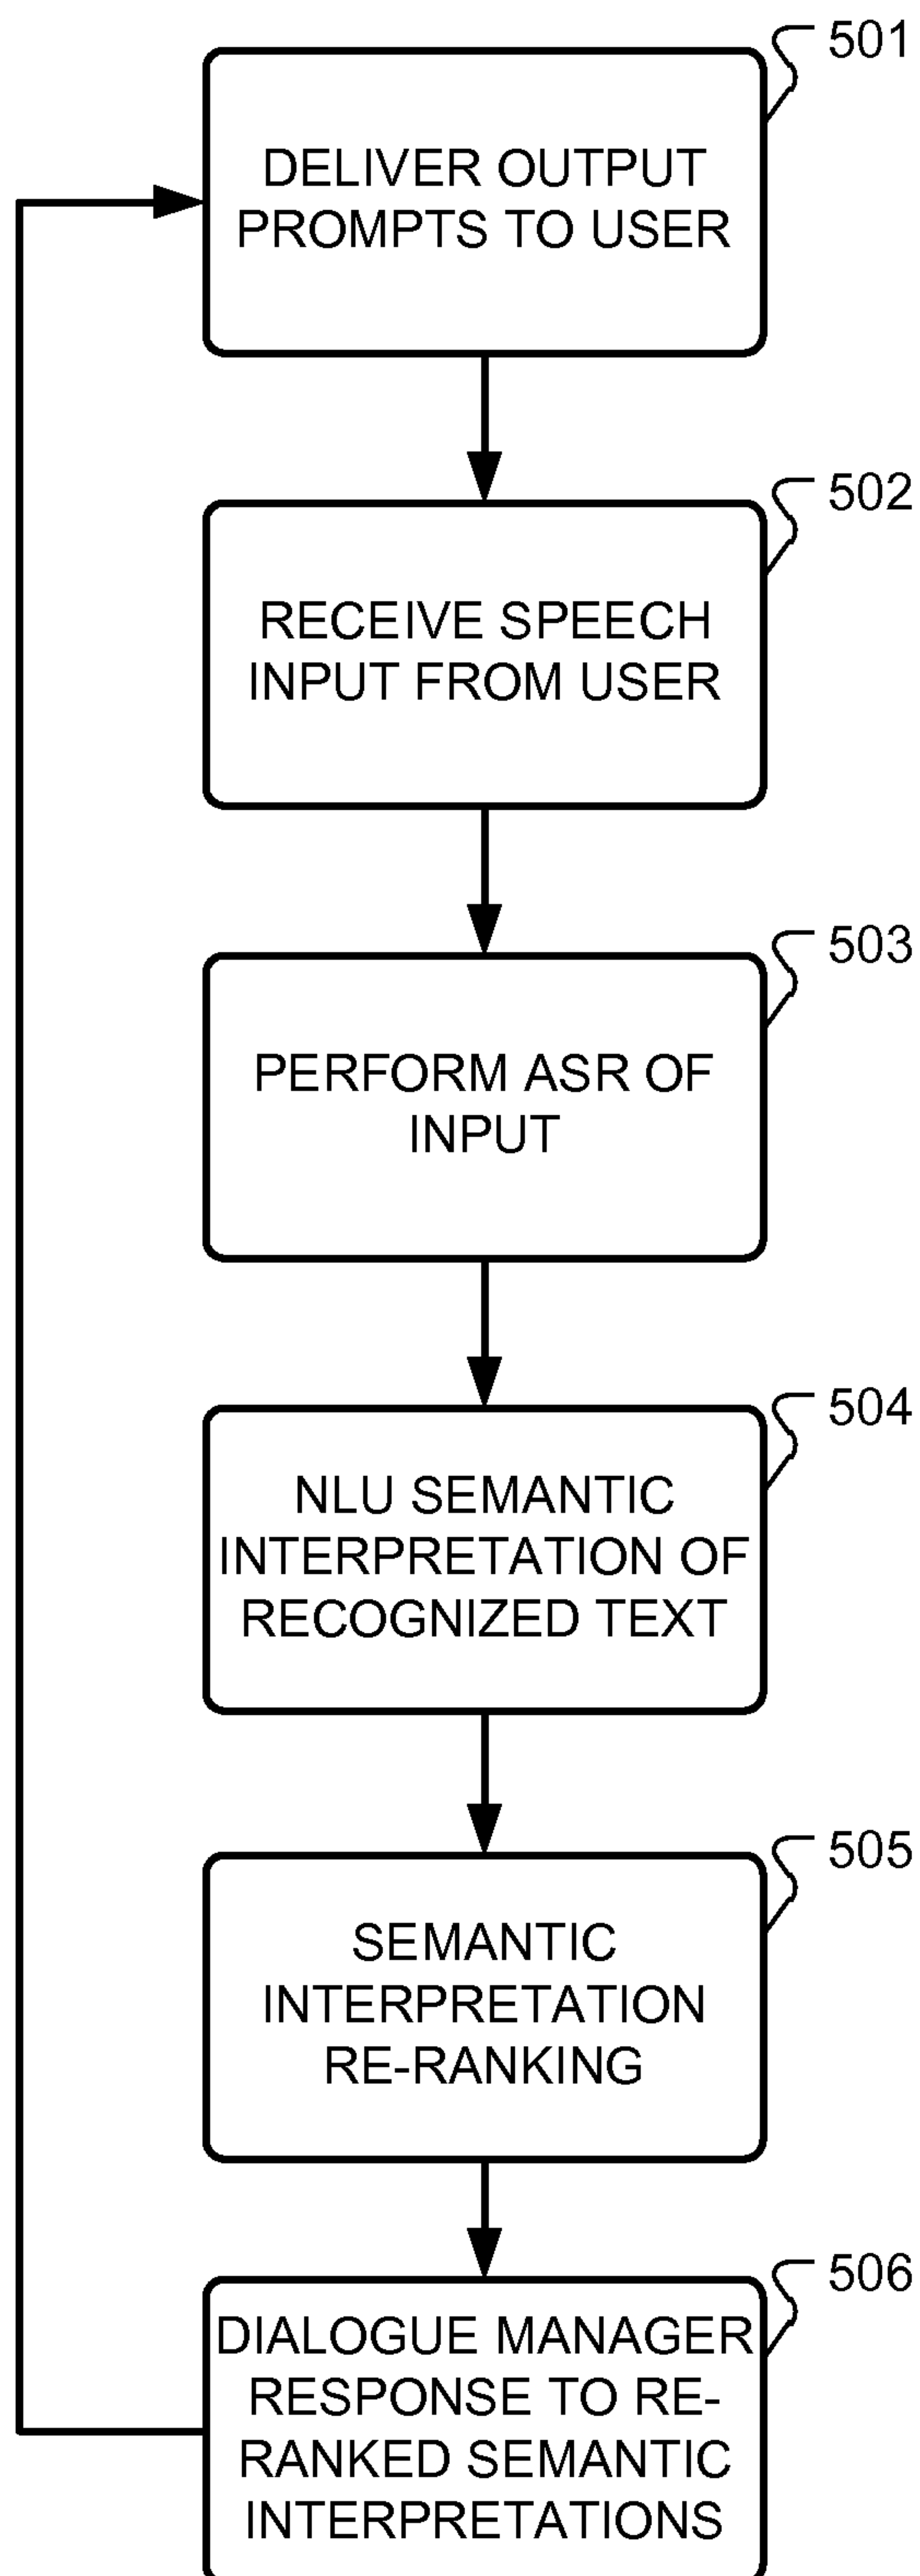 501
DELIVER OUTPUT
PROMPTS TO USER
502
RECEIVE SPEECH
INPUT FROM USER
503
PERFORM ASR OF
INPUT
504
NLU SEMANTIC
INTERPRETATION OF
RECOGNIZED TEXT
505
SEMANTIC
INTERPRETATION
RE-RANKING
506
DIALOGUE MANAGER
RESPONSE TO RE-
RANKED SEMANTIC
INTERPRETATIONS